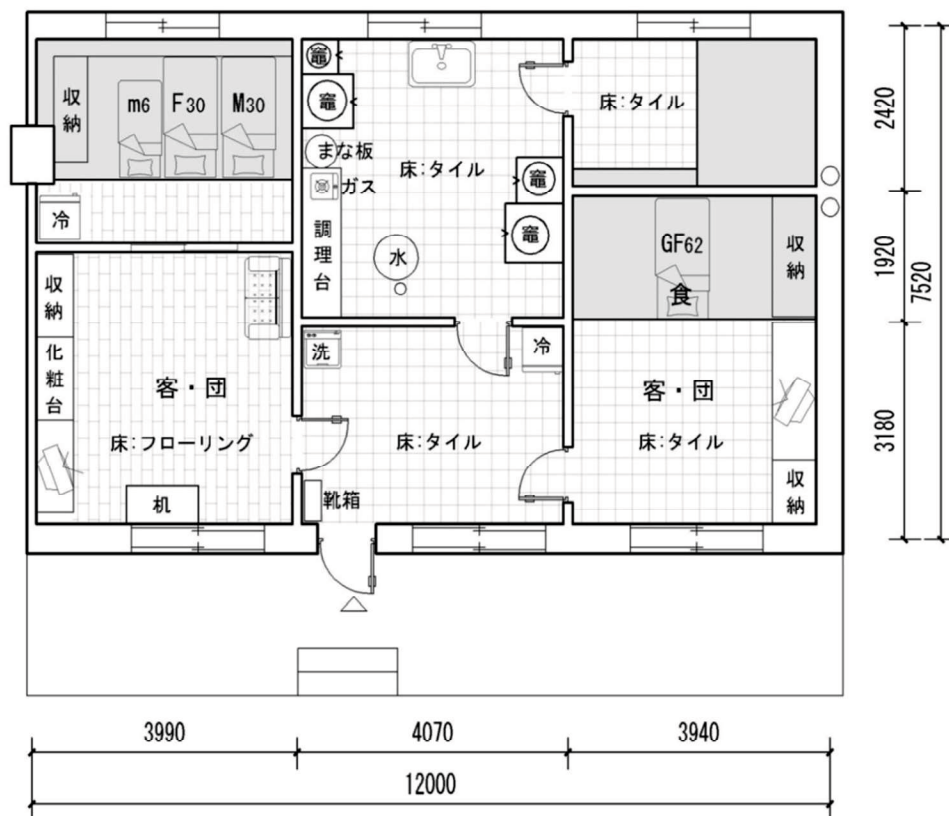 収納
m6
F30
M30
冷
竈
竈
まな板
ガス
調理台
水
床:タイル
竈
竈
床:タイル
GF62
食
収納
収納
化粧台
客・団
床:フローリング
机
洗
冷
床:タイル
靴箱
客・団
床:タイル
収納
2420
1920
3180
7520
3990
4070
3940
12000